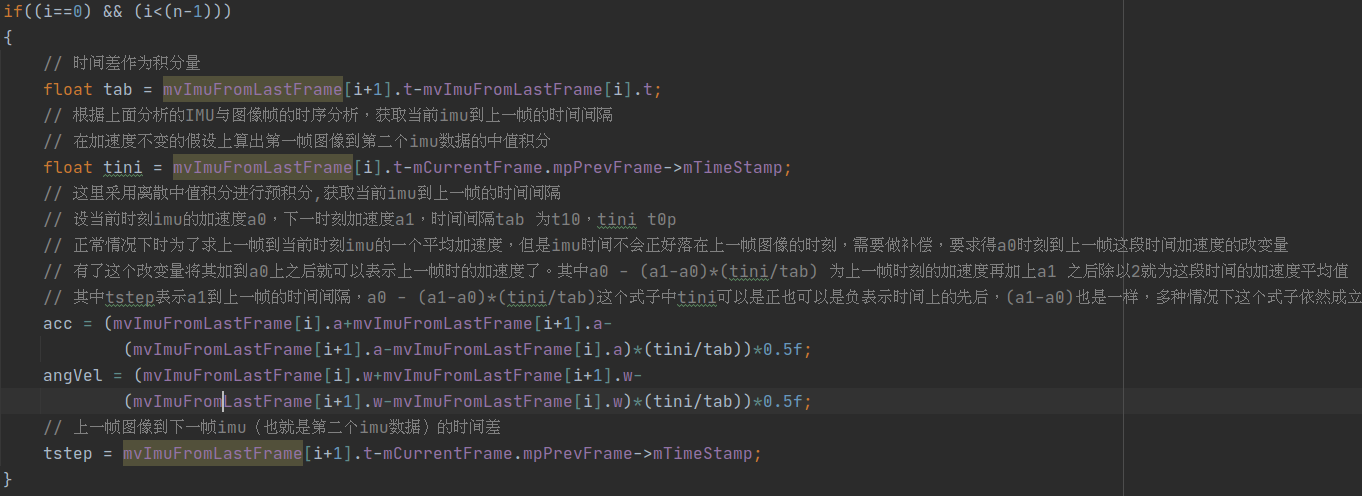 if((i==0) && (i<(n-1)))
{
// 时间差作为积分量
float tab = mvImuFromLastFrame[i+1].t-mvImuFromLastFrame[i].t;
// 根据上面分析的IMU与图像帧的时序分析，获取当前imu到上一帧的时间间隔
// 在加速度不变的假设上算出第一帧图像到第二个imu数据的中值积分
float tini = mvImuFromLastFrame[i].t-mCurrentFrame.mpPrevFrame->mTimeStamp;
// 这里采用离散中值积分进行预积分,获取当前imu到上一帧的时间间隔
// 设当前时刻imu的加速度a0，下一时刻加速度a1，时间间隔tab 为t10，tini t0p
// 正常情况下时为了求上一帧到当前时刻imu的一个平均加速度，但是imu时间不会正好落在上一帧图像的时刻，需要做补偿，要求得a0时刻到上一帧这段时间加速度的改变量
// 有了这个改变量将其加到a0上之后就可以表示上一帧时的加速度了。其中a0 - (a1-a0)*(tini/tab) 为上一帧时刻的加速度再加上a1 之后除以2就为这段时间的加速度平均值
// 其中tstep表示a1到上一帧的时间间隔，a0 - (a1-a0)*(tini/tab)这个式子中tini可以是正也可以是负表示时间上的先后，(a1-a0)也是一样，多种情况下这个式子依然成立
acc = (mvImuFromLastFrame[i].a+mvImuFromLastFrame[i+1].a-
(mvImuFromLastFrame[i+1].a-mvImuFromLastFrame[i].a)*(tini/tab))*0.5f;
angVel = (mvImuFromLastFrame[i].w+mvImuFromLastFrame[i+1].w-
(mvImuFromLastFrame[i+1].w-mvImuFromLastFrame[i].w)*(tini/tab))*0.5f;
// 上一帧图像到下一帧imu（也就是第二个imu数据）的时间差
tstep = mvImuFromLastFrame[i+1].t-mCurrentFrame.mpPrevFrame->mTimeStamp;
}